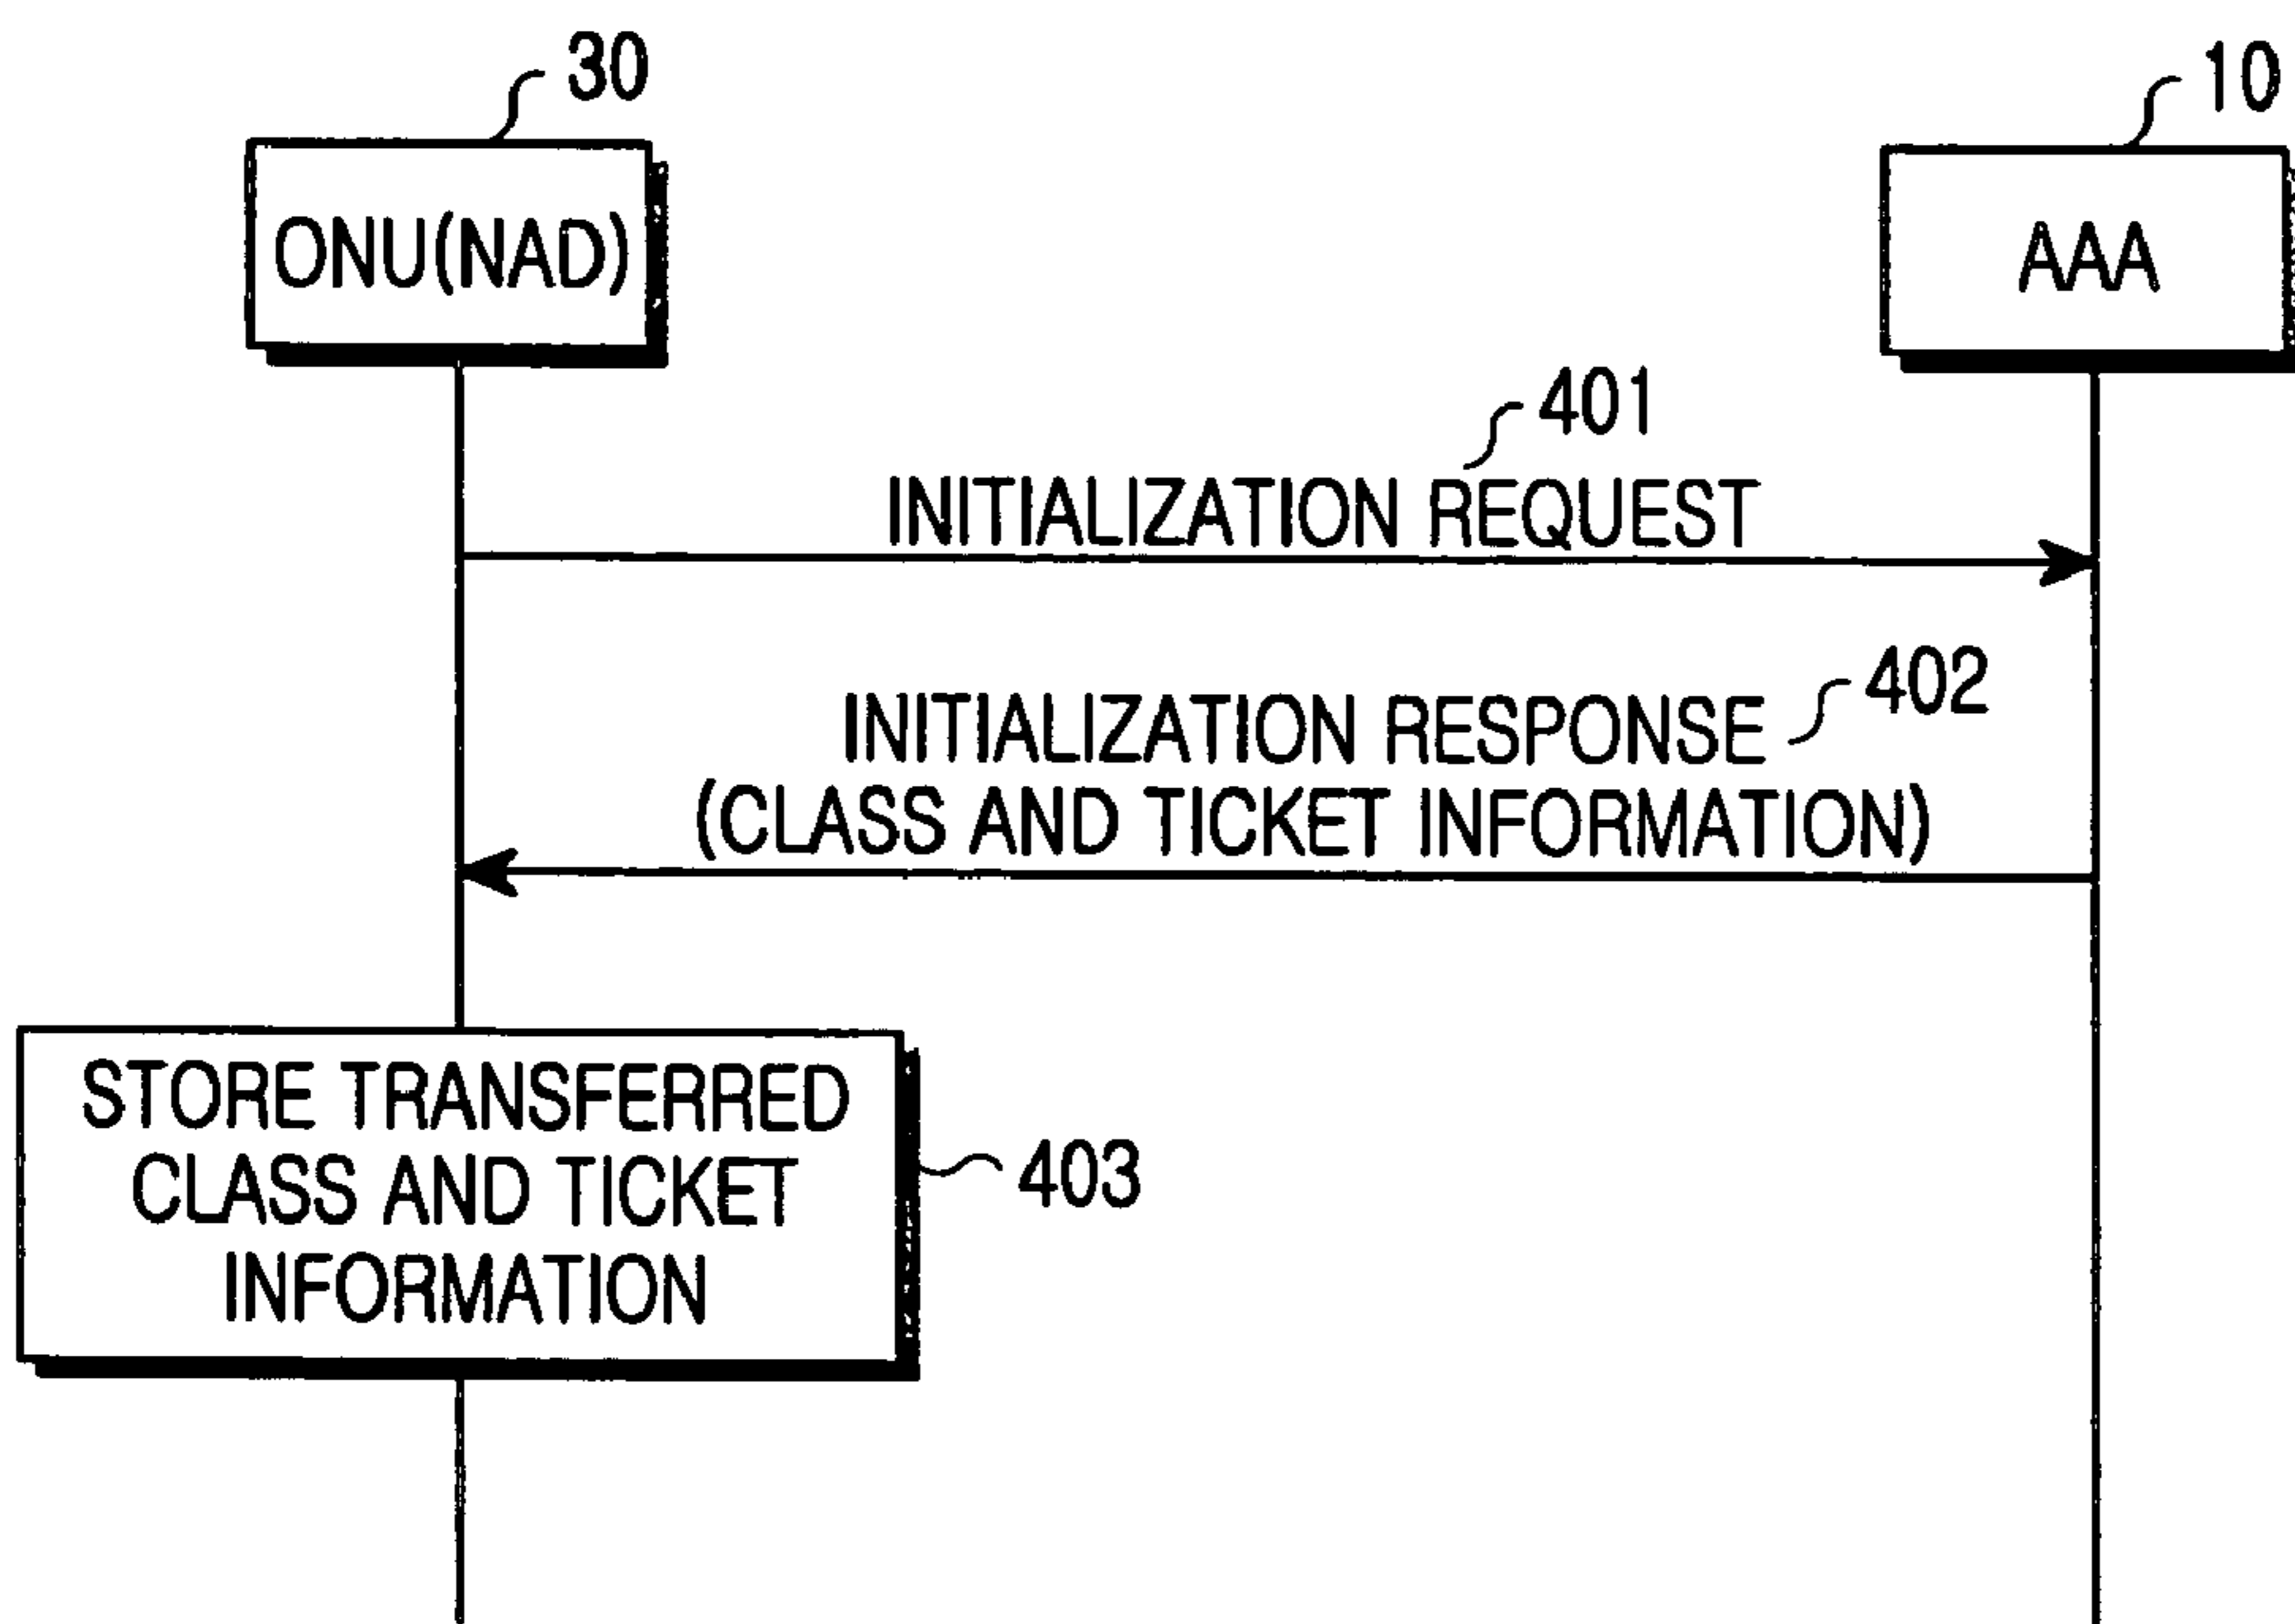 30
10
ONU(NAD)
AAA
401
INITIALIZATION REQUEST
402
INITIALIZATION RESPONSE
(CLASS AND TICKET INFORMATION)
STORE TRANSFERRED
CLASS AND TICKET
INFORMATION
403